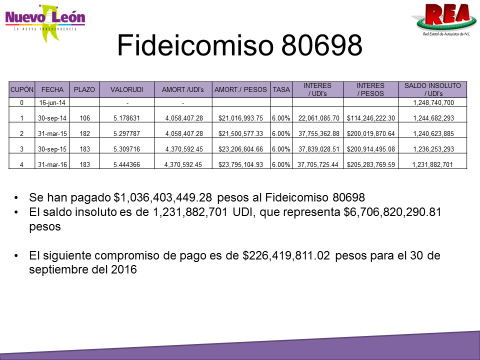 Nuevo León
REA
Red Estatal de Autopistas de N.L.
Fideicomiso 80698
CUPÓN FECHA PLAZO VALORUDI AMORT./UDI's AMORT./ PESOS TASA INTERES / UDI's INTERES / PESOS SALDO INSOLUTO / UDI's
0 16-jun-14 - - 1,248,740,700
1 30-sep-14 106 5.178631 4,058,407.28 $21,016,993.75 6.00% 22,061,085.70 $114,246,222.30 1,244,682,293
2 31-mar-15 182 5.297787 4,058,407.28 $21,500,577.33 6.00% 37,755,362.88 $200,019,870.64 1,240,623,885
3 30-sep-15 183 5.309716 4,370,592.45 $23,206,604.66 6.00% 37,839,028.51 $200,914,495.08 1,236,253,293
4 31-mar-16 183 5.444366 4,370,592.45 $23,795,104.93 6.00% 37,705,725.44 $205,283,769.59 1,231,882,701
• Se han pagado $1,036,403,449.28 pesos al Fideicomiso 80698
• El saldo insoluto es de 1,231,882,701 UDI, que representa $6,706,820,290.81
pesos
• El siguiente compromiso de pago es de $226,419,811.02 pesos para el 30 de
septiembre del 2016